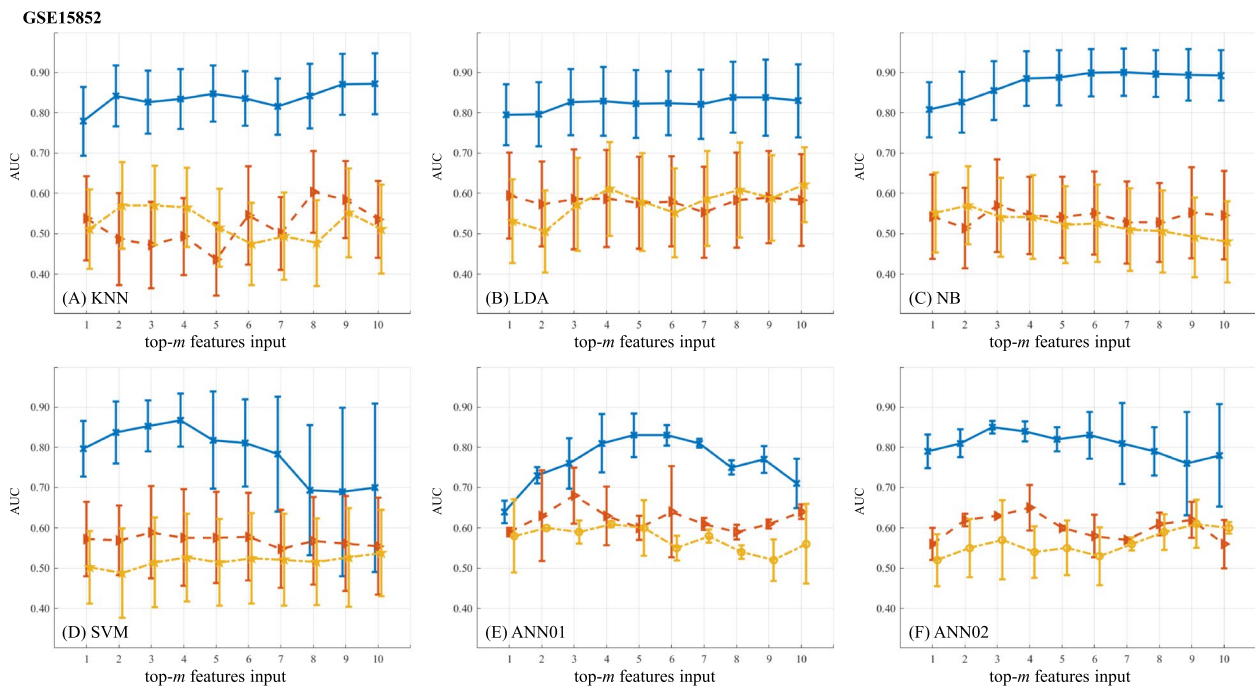 GSE15852
0.90
0.80
0.70
0.60
0.50
0.40
AUC
(A) KNN
1 2 3 4 5 6 7 8 9 10
top-m features input
0.90
0.80
0.70
0.60
0.50
0.40
AUC
(B) LDA
1 2 3 4 5 6 7 8 9 10
top-m features input
0.90
0.80
0.70
0.60
0.50
0.40
AUC
(C) NB
1 2 3 4 5 6 7 8 9 10
top-m features input
0.90
0.80
0.70
0.60
0.50
0.40
AUC
(D) SVM
1 2 3 4 5 6 7 8 9 10
top-m features input
0.90
0.80
0.70
0.60
0.50
0.40
AUC
(E) ANN01
1 2 3 4 5 6 7 8 9 10
top-m features input
0.90
0.80
0.70
0.60
0.50
0.40
AUC
(F) ANN02
1 2 3 4 5 6 7 8 9 10
top-m features input